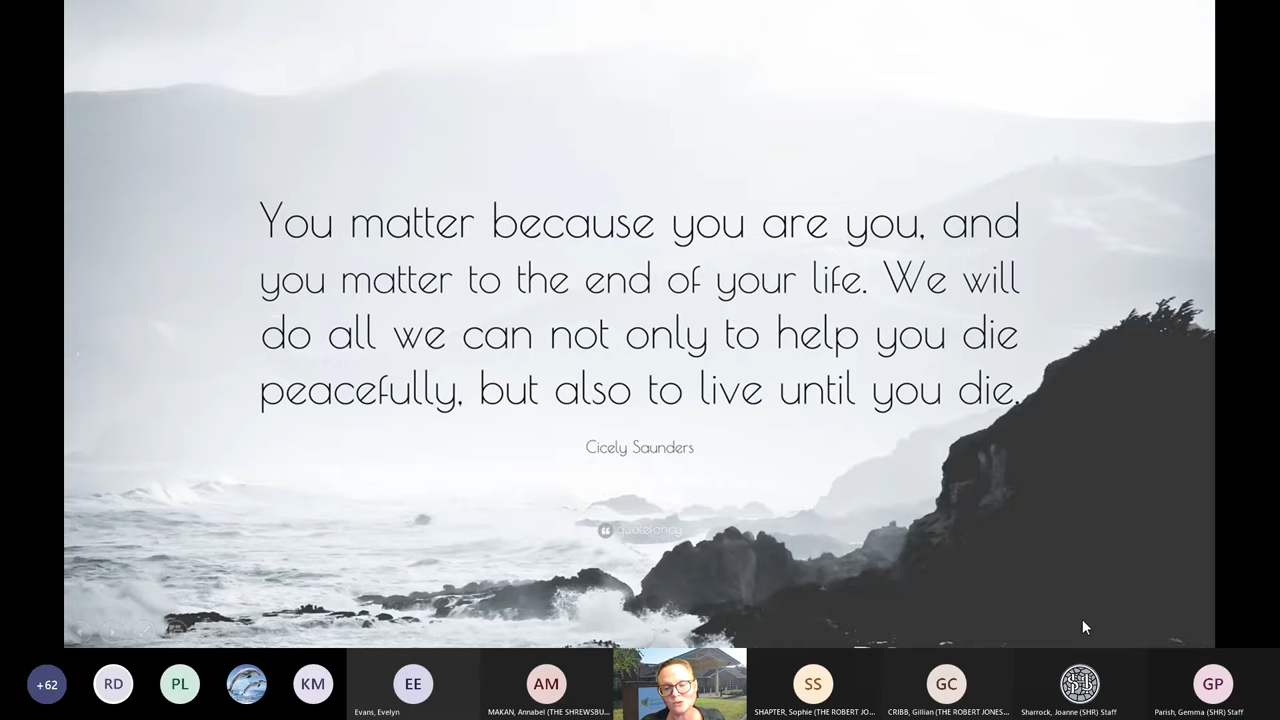 You matter because you are you, and
you matter to the end of your life. We will
do all we can not only to help you die
peacefully, but also to live until you die.
Cicely Saunders
quotefancy
+62
RD
PL
KM
EE
AM
SS
GC
GP
Evans, Evelyn
MAKAN, Annabel (THE SHREWSBU...
SHAPTER, Sophie (THE ROBERT JO...
CRIBB, Gillian (THE ROBERT JONES...
Sharrock, Joanne (SHR) Staff
Parish, Gemma (SHR) Staff